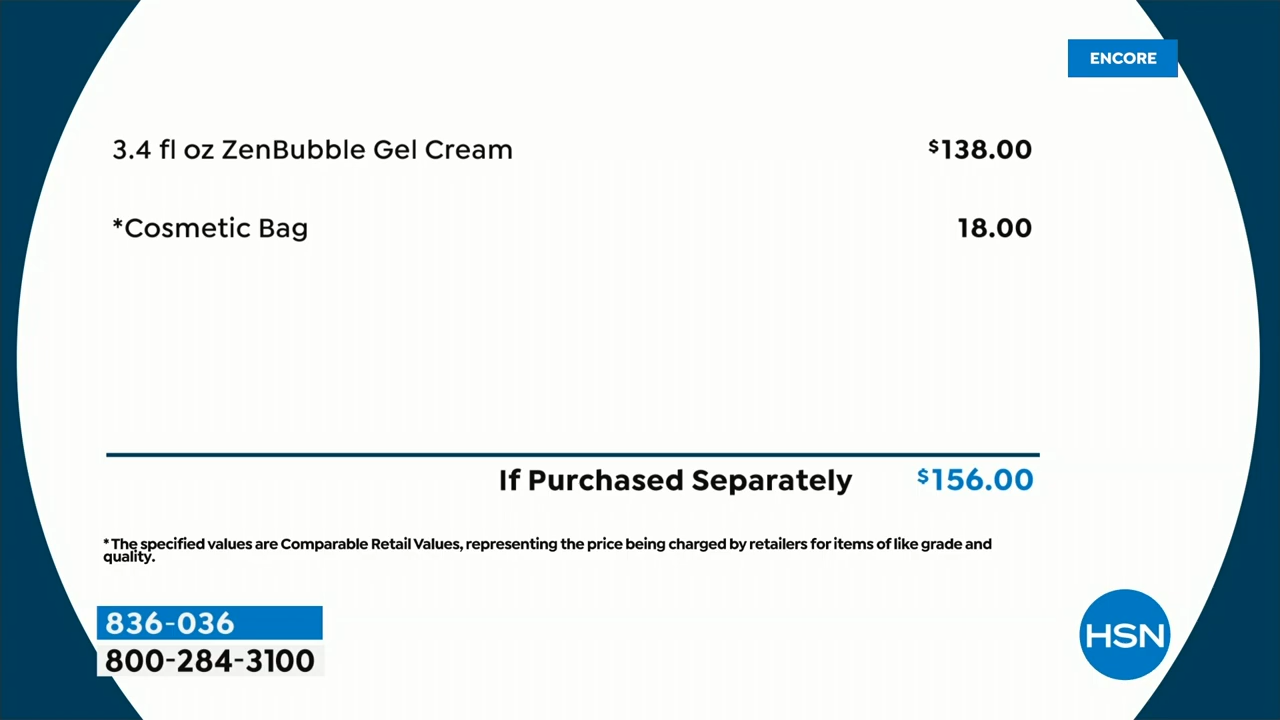 ENCORE
3.4 fl oz ZenBubble Gel Cream $138.00
*Cosmetic Bag 18.00
If Purchased Separately $156.00
*The specified values are Comparable Retail Values, representing the price being charged by retailers for items of like grade and
quality.
836-036
800-284-3100
HSN